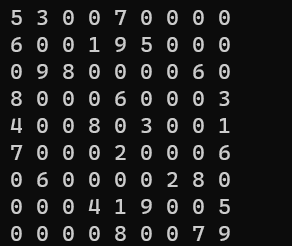 5 3 0 0 7 0 0 0 0
6 0 0 1 9 5 0 0 0
0 9 8 0 0 0 0 6 0
8 0 0 0 6 0 0 0 3
4 0 0 8 0 3 0 0 1
7 0 0 0 2 0 0 0 6
0 6 0 0 0 0 2 8 0
0 0 0 4 1 9 0 0 5
0 0 0 0 8 0 0 7 9